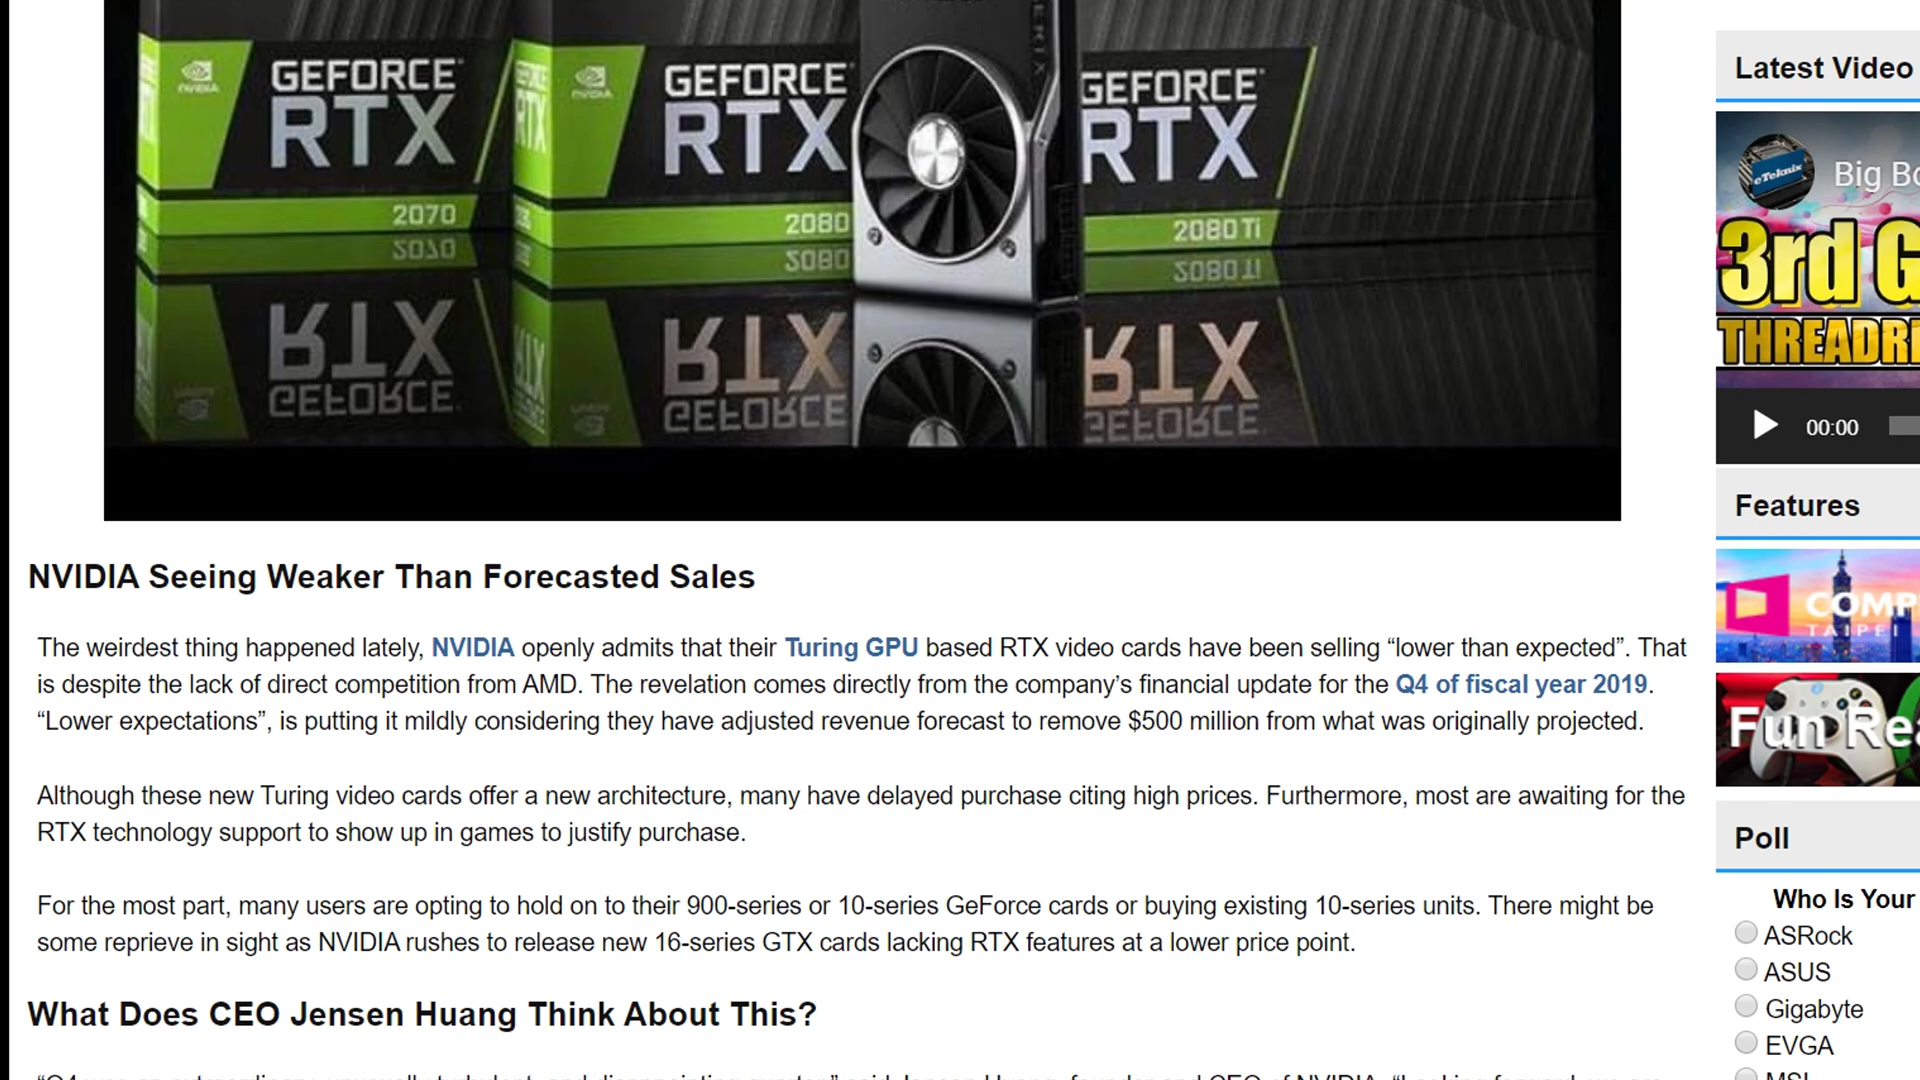 GEFORCE
RTX
2070
NVIDIA
RTX
GEFORCE
RTX
2080
NVIDIA
GEFORCE
RTX
2080 Ti
NVIDIA Seeing Weaker Than Forecasted Sales
The weirdest thing happened lately, NVIDIA openly admits that their Turing GPU based RTX video cards have been selling “lower than expected”. That
is despite the lack of direct competition from AMD. The revelation comes directly from the company’s financial update for the Q4 of fiscal year 2019.
“Lower expectations”, is putting it mildly considering they have adjusted revenue forecast to remove $500 million from what was originally projected.
Although these new Turing video cards offer a new architecture, many have delayed purchase citing high prices. Furthermore, most are awaiting for the
RTX technology support to show up in games to justify purchase.
For the most part, many users are opting to hold on to their 900-series or 10-series GeForce cards or buying existing 10-series units. There might be
some reprieve in sight as NVIDIA rushes to release new 16-series GTX cards lacking RTX features at a lower price point.
What Does CEO Jensen Huang Think About This?
Latest Video
eTeknix
Big Bo
3rd G
THREADRI
00:00
Features
COMP
TAIPEI
Fun Rea
Poll
Who Is Your
ASRock
ASUS
Gigabyte
EVGA
MSI